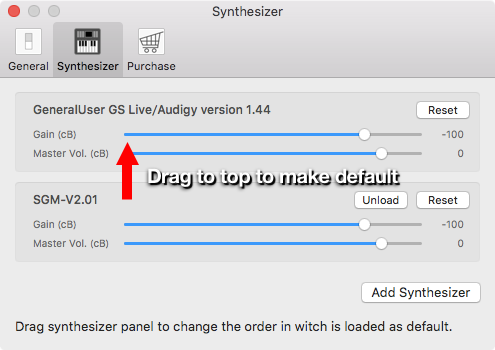 Synthesizer
General Synthesizer Purchase
GeneralUser GS Live/Audigy version 1.44 Reset
Gain (cB) -100
Master Vol. (cB) 0
Drag to top to make default
SGM-V2.01 Unload Reset
Gain (cB) -100
Master Vol. (cB) 0
Add Synthesizer
Drag synthesizer panel to change the order in witch is loaded as default.